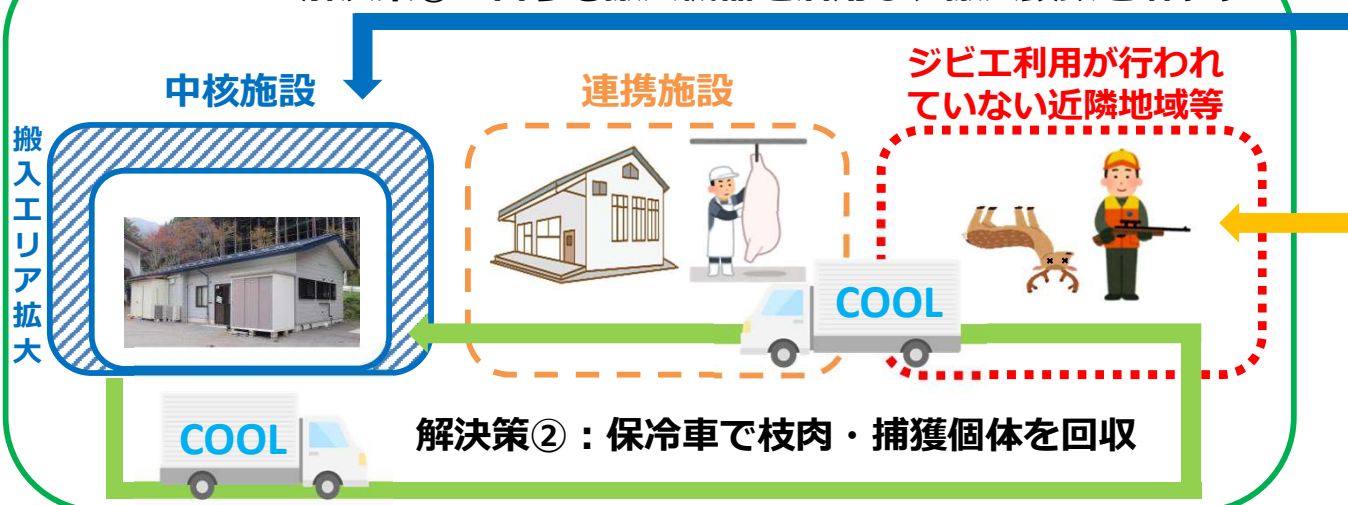 中核施設
連携施設
ジビエ利用が行われ
ていない近隣地域等
搬入エリア拡大
COOL
COOL
解決策②：保冷車で枝肉・捕獲個体を回収